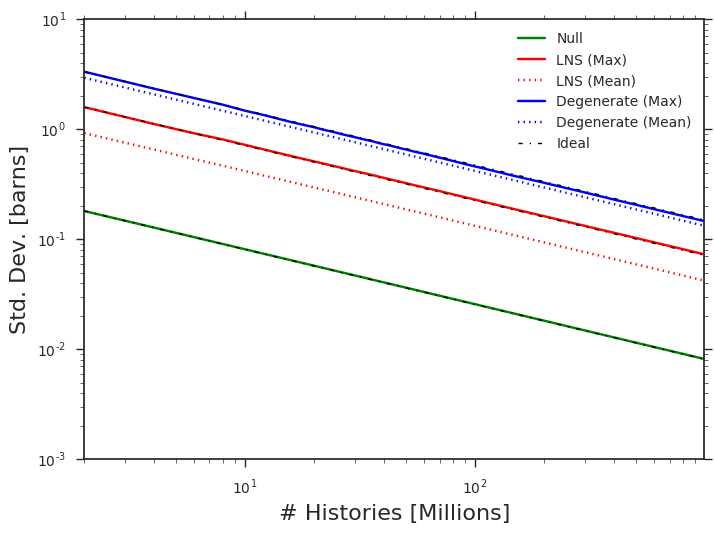 10^1
10^0
10^-1
10^-2
10^-3
Std. Dev. [barns]
Null
LNS (Max)
LNS (Mean)
Degenerate (Max)
Degenerate (Mean)
Ideal
10^1 10^2
# Histories [Millions]